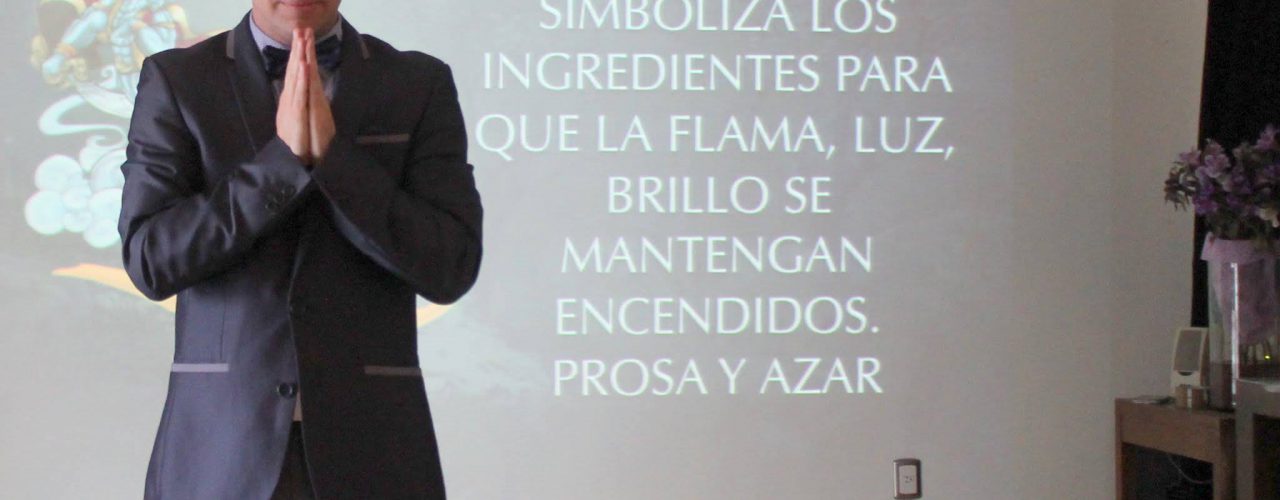 SIMBOLIZA LOS
INGREDIENTES PARA
QUE LA FLAMA, LUZ,
BRILLO SE
MANTENGAN
ENCENDIDOS.
PROSA Y AZAR